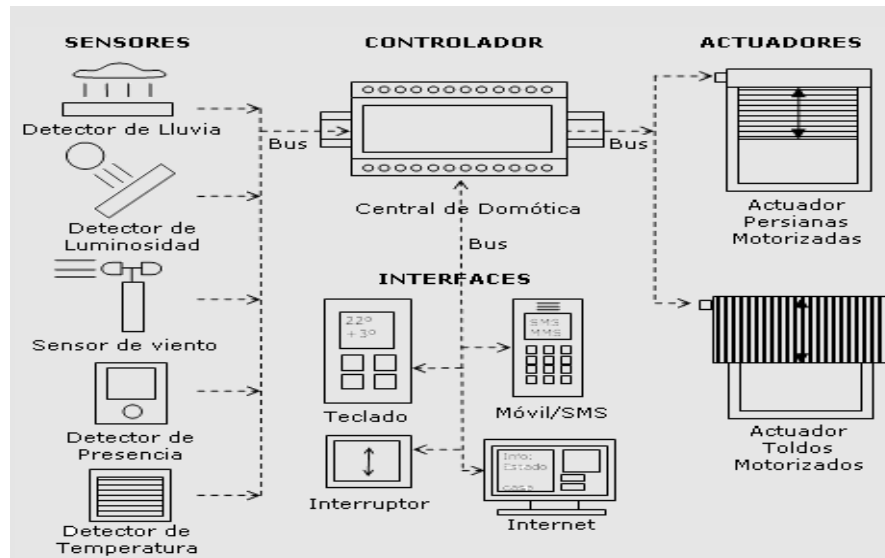 SENSORES
Detector de Lluvia
Detector de
Luminosidad
Sensor de viento
Detector de
Presencia
Detector de
Temperatura
CONTROLADOR
Bus
Bus
Central de Domótica
Bus
INTERFACES
22º
+3º
Teclado
SMS
MMS
Móvil/SMS
Interruptor
Info:
Estado
casa
Internet
ACTUADORES
Actuador
Persianas
Motorizadas
Actuador
Toldos
Motorizados